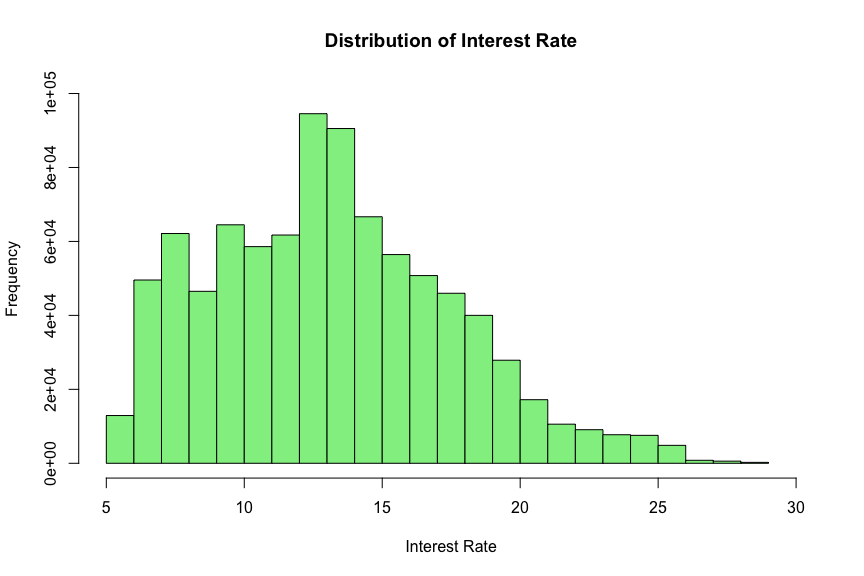 Distribution of Interest Rate
Frequency
1e+05
8e+04
6e+04
4e+04
2e+04
0e+00
5 10 15 20 25 30
Interest Rate